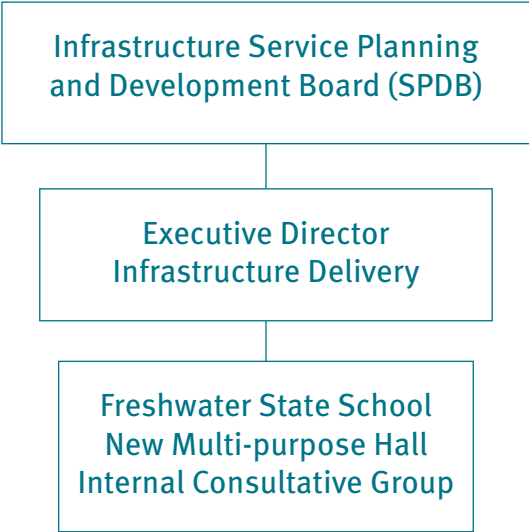 Infrastructure Service Planning
and Development Board (SPDB)
Executive Director
Infrastructure Delivery
Freshwater State School
New Multi-purpose Hall
Internal Consultative Group